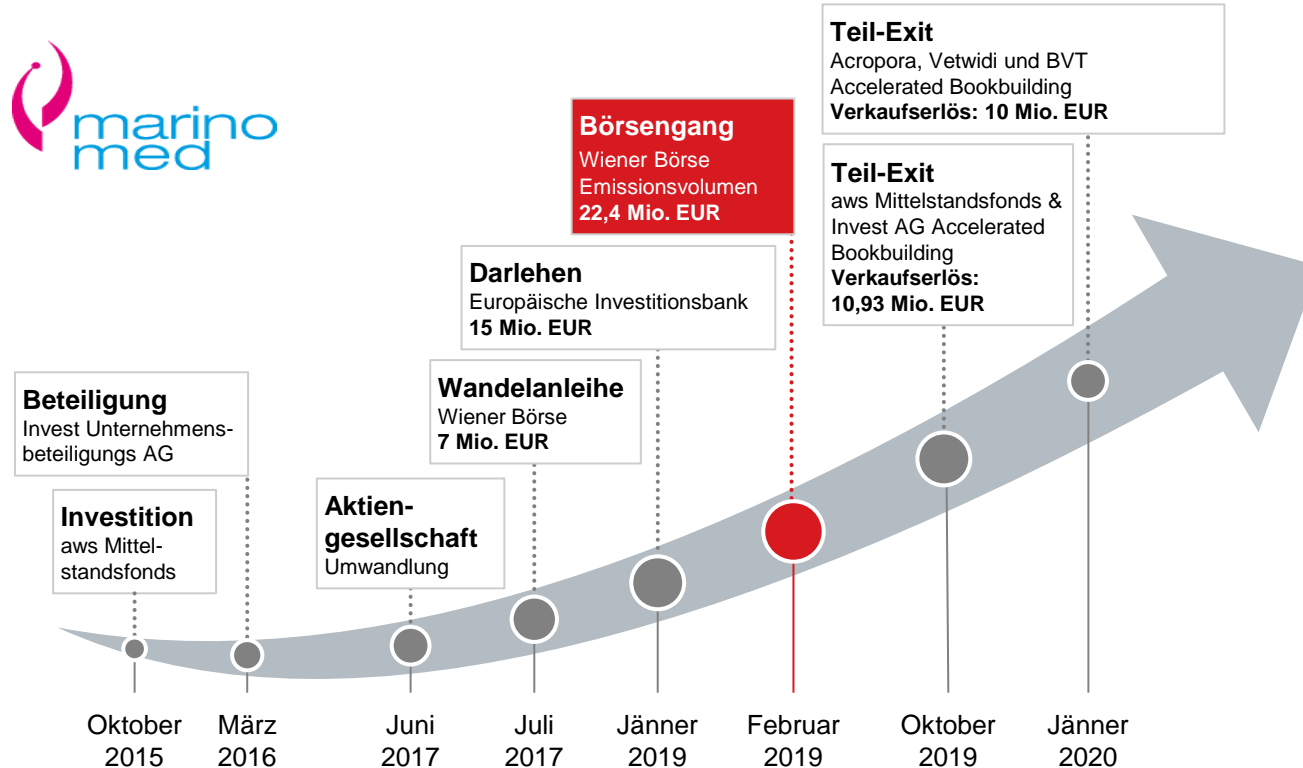 marino
med
Teil-Exit
Acropora, Vetwidi und BVT
Accelerated Bookbuilding
Verkaufserlös: 10 Mio. EUR
Börsengang
Wiener Börse
Emissionsvolumen
22,4 Mio. EUR
Teil-Exit
aws Mittelstandsfonds &
Invest AG Accelerated
Bookbuilding
Verkaufserlös:
10,93 Mio. EUR
Darlehen
Europäische Investitionsbank
15 Mio. EUR
Wandelanleihe
Wiener Börse
7 Mio. EUR
Beteiligung
Invest Unternehmens-
beteiligungs AG
Investition
aws Mittel-
standsfonds
Aktien-
gesellschaft
Umwandlung
Oktober
2015
März
2016
Juni
2017
Juli
2017
Jänner
2019
Februar
2019
Oktober
2019
Jänner
2020